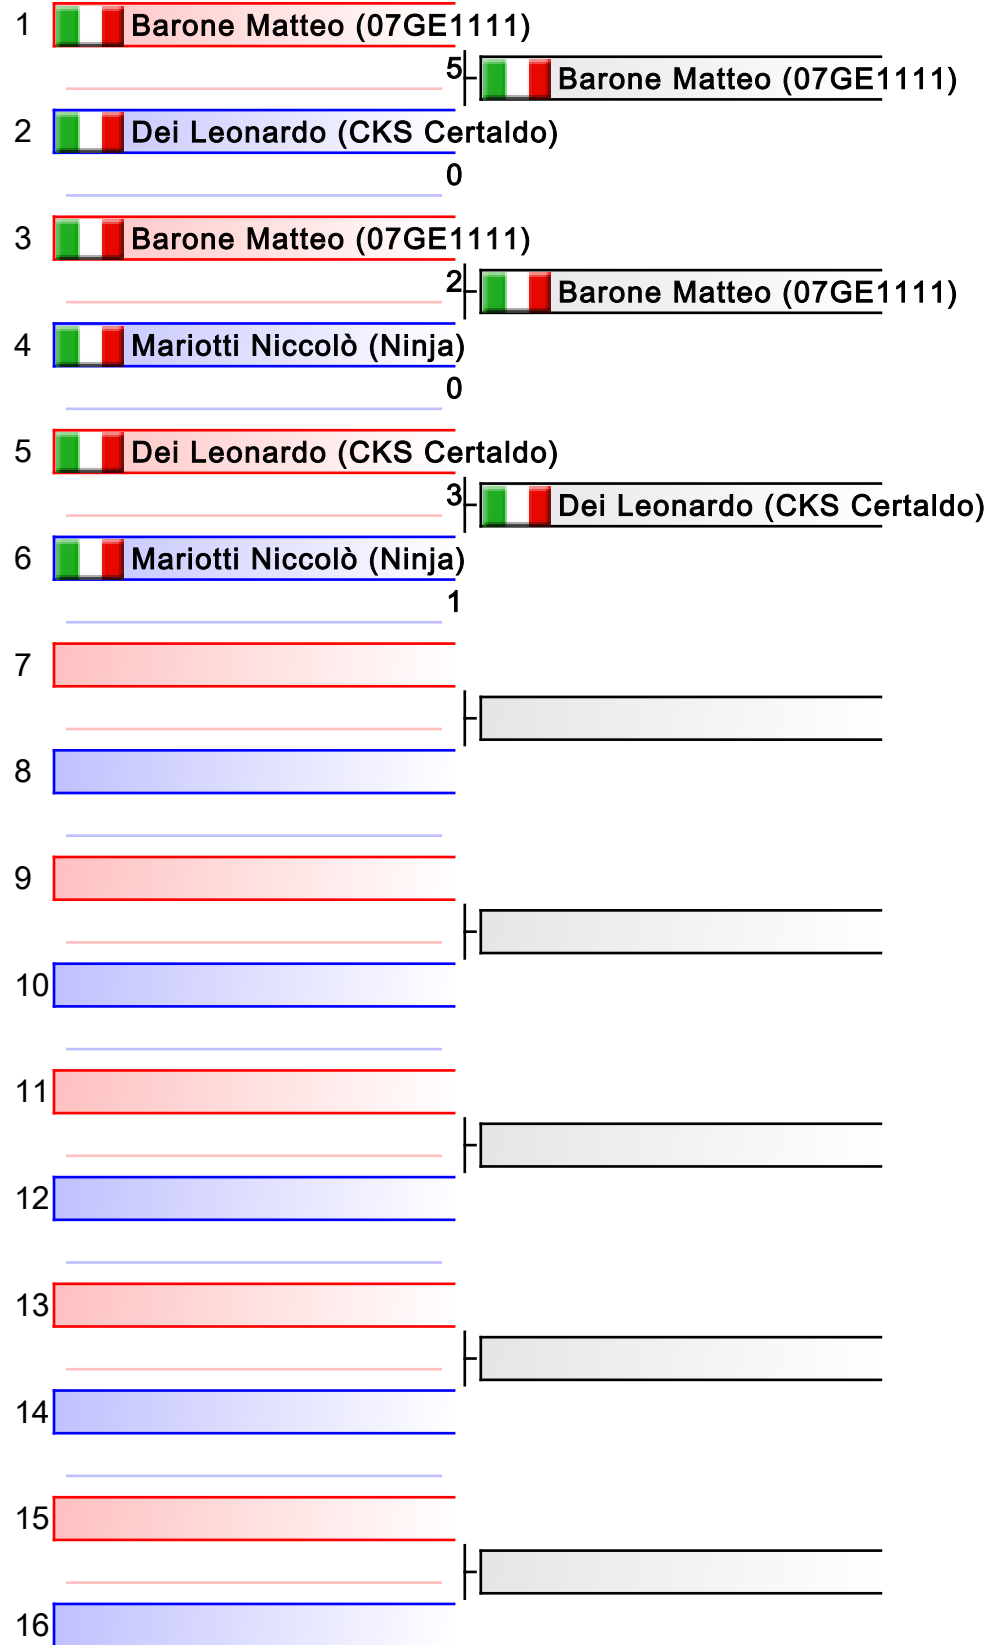 1 Barone Matteo (07GE1111)
5 Barone Matteo (07GE1111)
2 Dei Leonardo (CKS Certaldo)
0
3 Barone Matteo (07GE1111)
2 Barone Matteo (07GE1111)
4 Mariotti Niccolò (Ninja)
0
5 Dei Leonardo (CKS Certaldo)
3 Dei Leonardo (CKS Certaldo)
6 Mariotti Niccolò (Ninja)
1
7
8
9
10
11
12
13
14
15
16